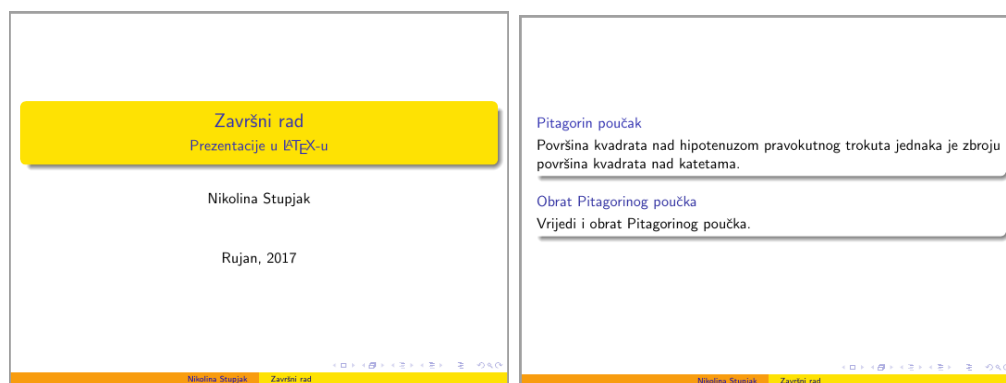 Završni rad
Prezentacije u LATEX-u
Nikolina Stupjak
Rujan, 2017
Nikolina Stupjak Završni rad
Pitagorin poučak
Površina kvadrata nad hipotenuzom pravokutnog trokuta jednaka je zbroju
površina kvadrata nad katetama.
Obrat Pitagorinog poučka
Vrijedi i obrat Pitagorinog poučka.
Nikolina Stupjak Završni rad